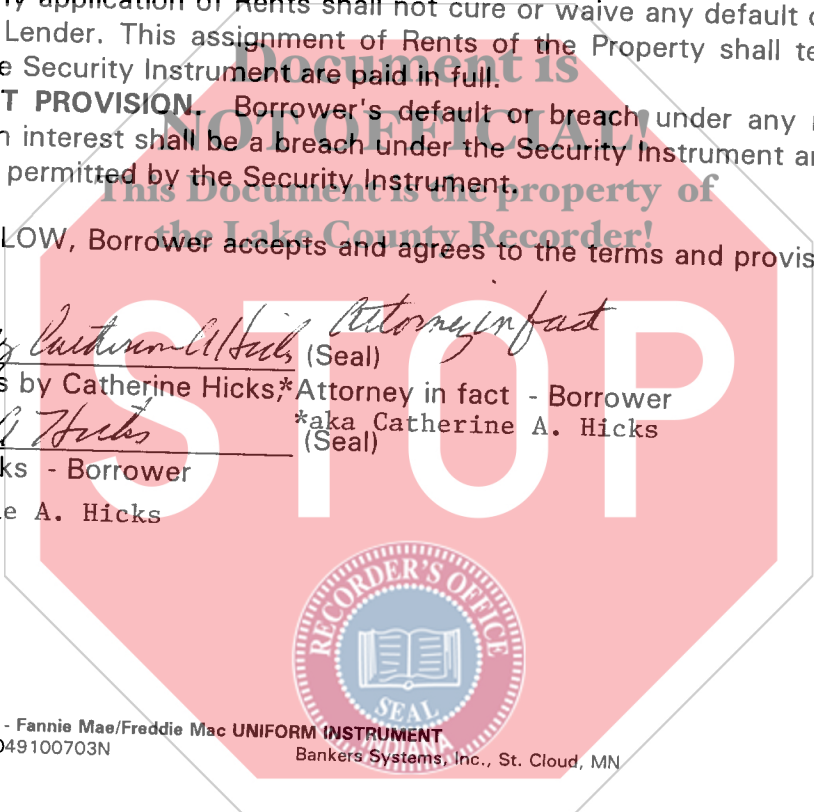 ny application of Rents shall not cure or waive any default o
Lender. This assignment of Rents of the Property shall te
e Security Instrument are paid in full.
T PROVISION. Borrower's default or breach under any
n interest shall be a breach under the Security Instrument a
permitted by the Security Instrument.
LOW, Borrower accepts and agrees to the terms and provis
Document is
NOT OFFICIAL!
This Document is the property of
the Lake County Recorder!
STOP
Catherine A Hicks Attorney in fact
(Seal)
s by Catherine Hicks,* Attorney in fact - Borrower
*aka Catherine A. Hicks
A Hicks (Seal)
ks - Borrower
e A. Hicks
RECORDER'S OFFICE
SEAL
INDIANA
- Fannie Mae/Freddie Mac UNIFORM INSTRUMENT
049100703N
Bankers Systems, Inc., St. Cloud, MN